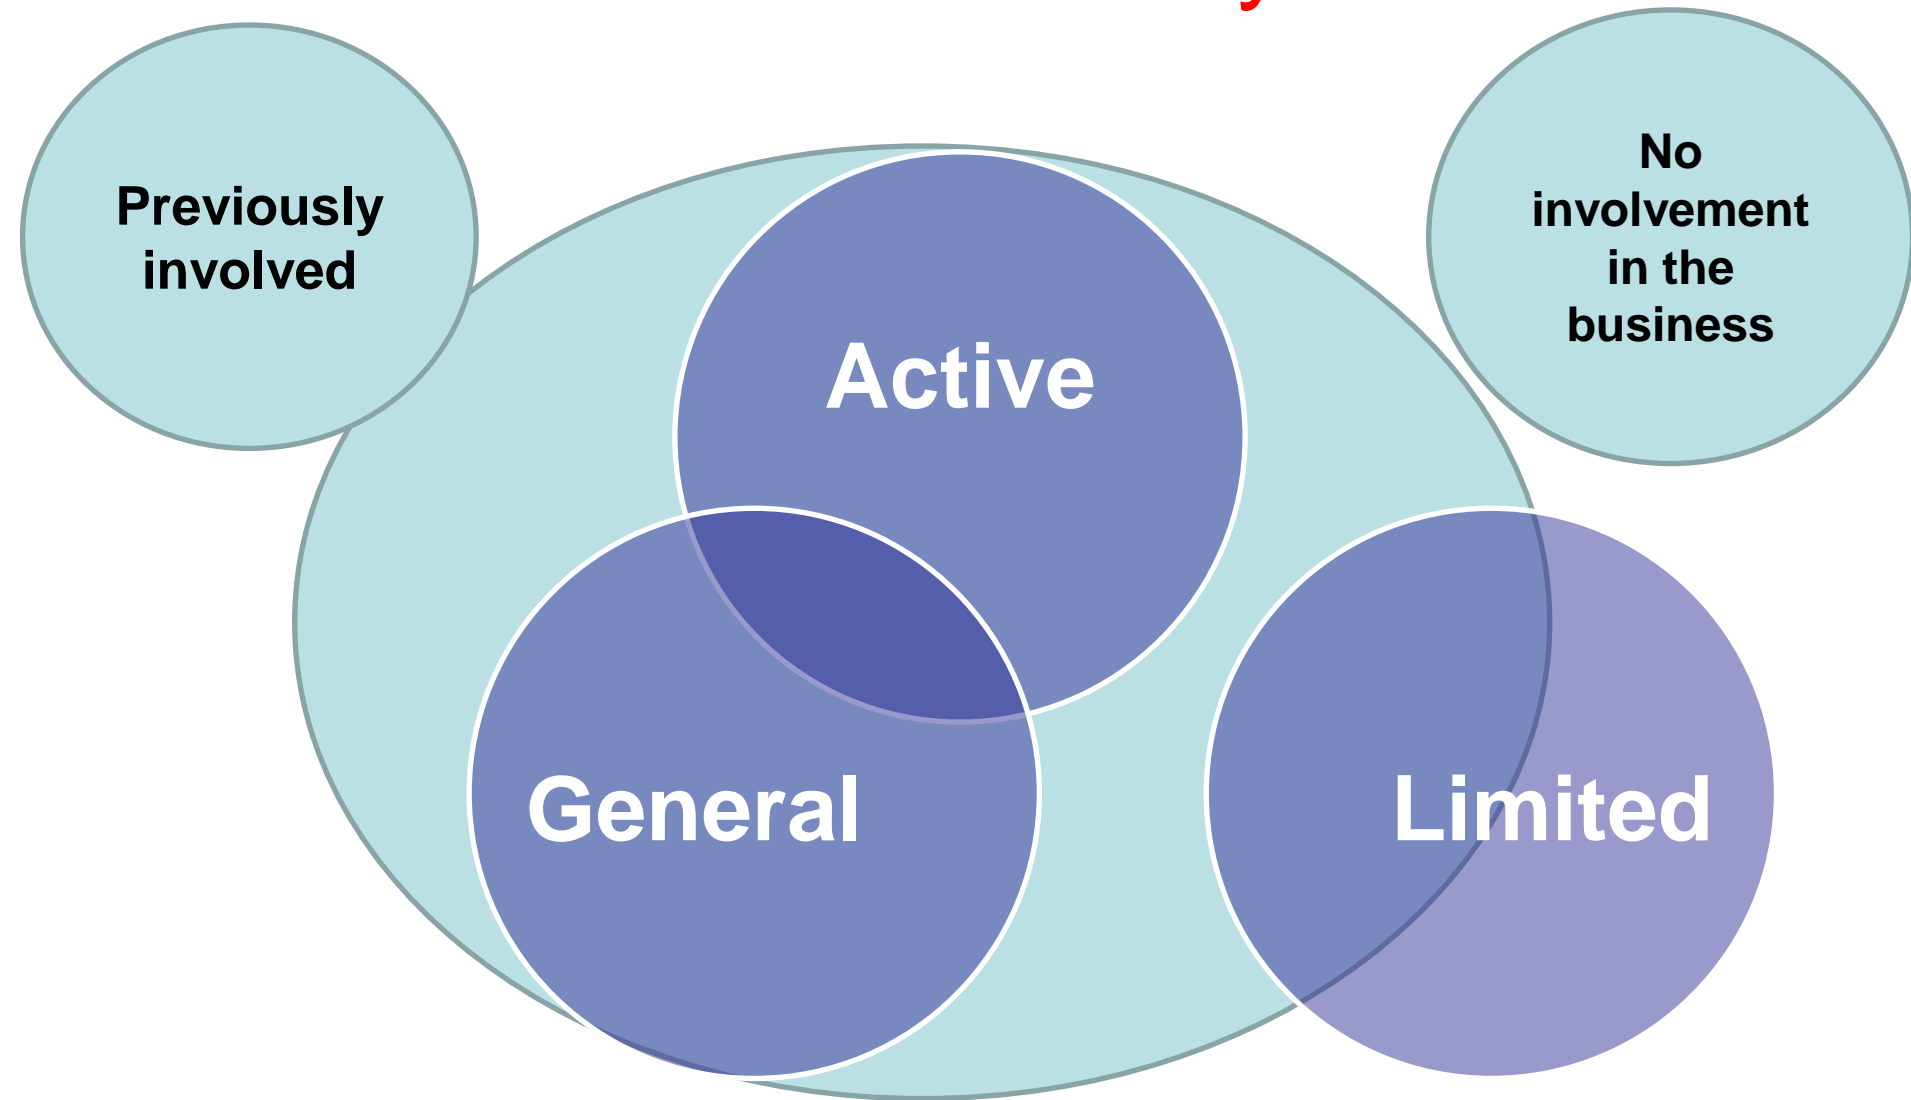 Previously
involved
No
involvement
in the
business
Active
General
Limited